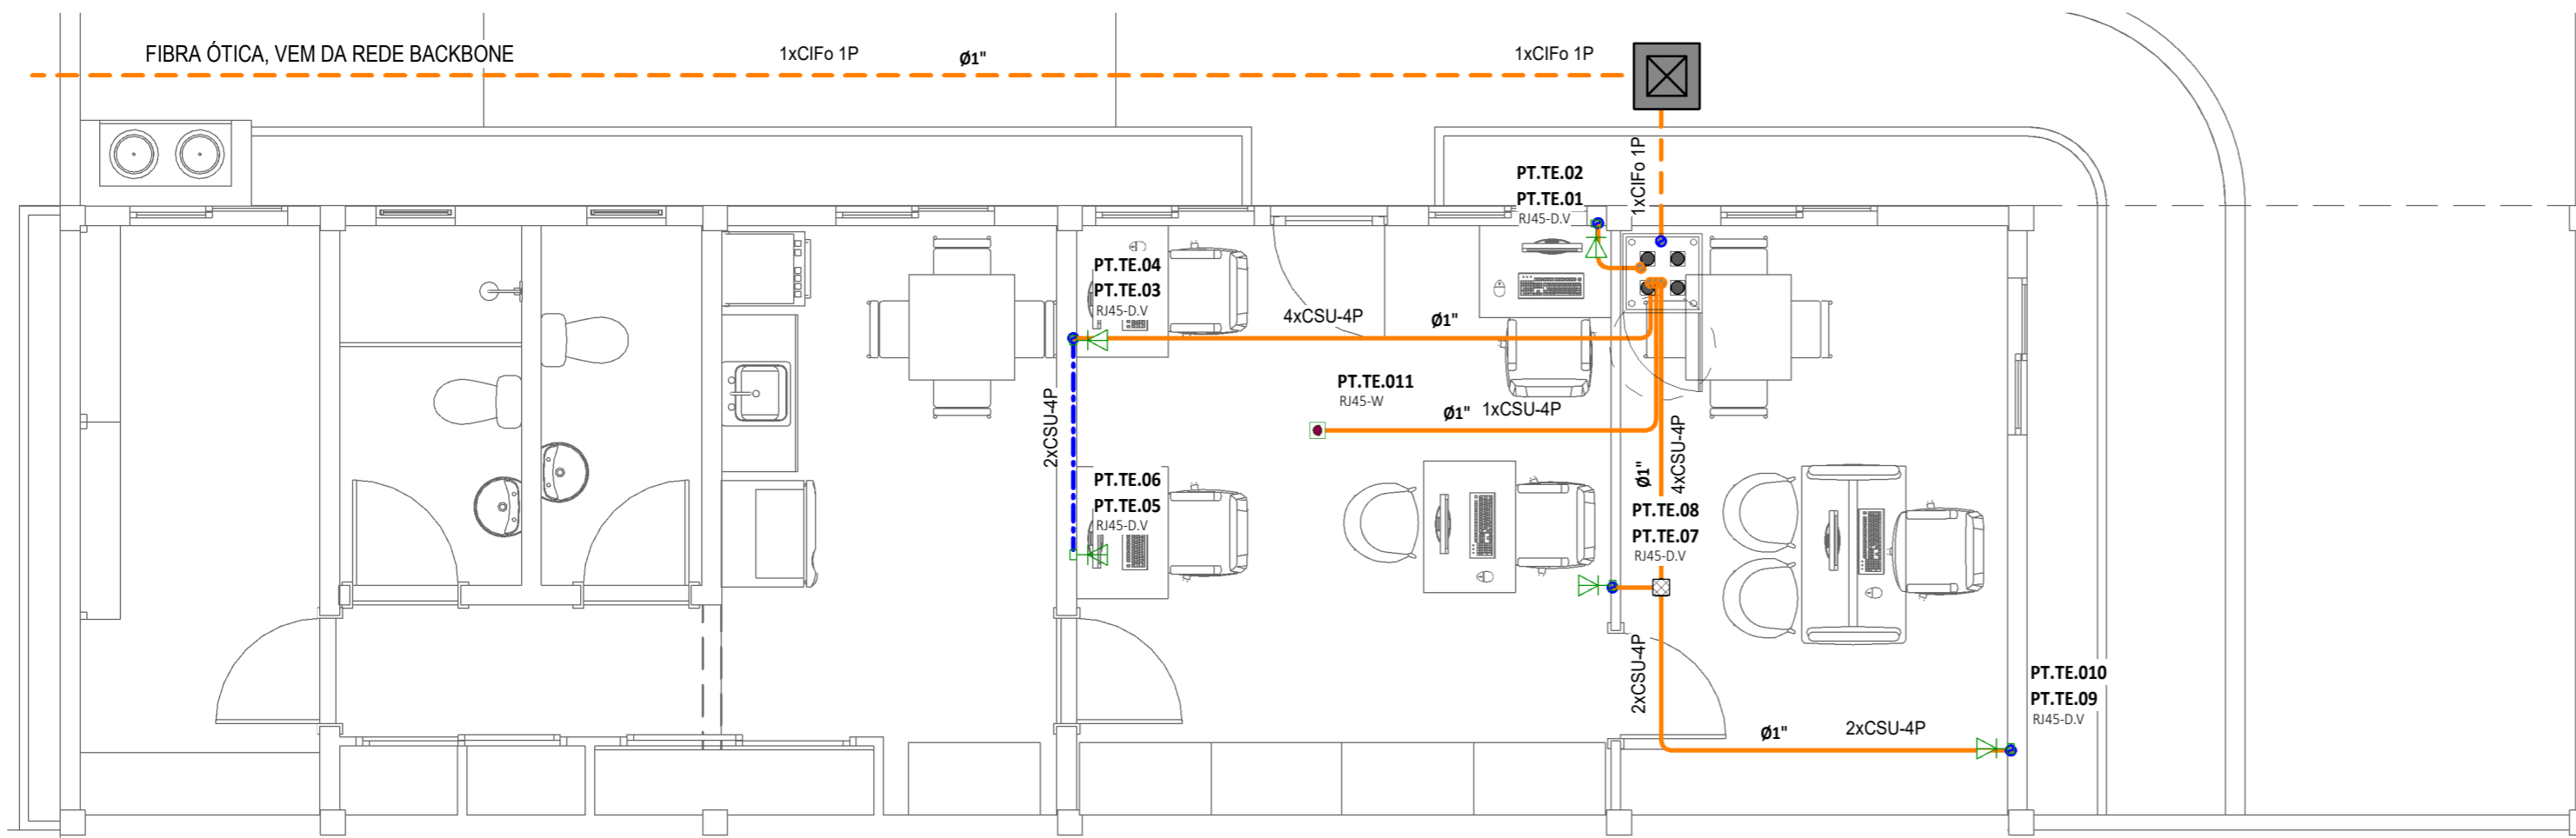 FIBRA ÓTICA, VEM DA REDE BACKBONE
1xCIFo 1P
Ø1"
1xCIFo 1P
1xCIFo 1P
PT.TE.02
PT.TE.01
RJ45-D.V
PT.TE.04
PT.TE.03
RJ45-D.V
4xCSU-4P
Ø1"
PT.TE.011
RJ45-W
Ø1"
1xCSU-4P
2xCSU-4P
4xCSU-4P
Ø1"
PT.TE.06
PT.TE.05
RJ45-D.V
PT.TE.08
PT.TE.07
RJ45-D.V
2xCSU-4P
PT.TE.010
PT.TE.09
RJ45-D.V
Ø1"
2xCSU-4P